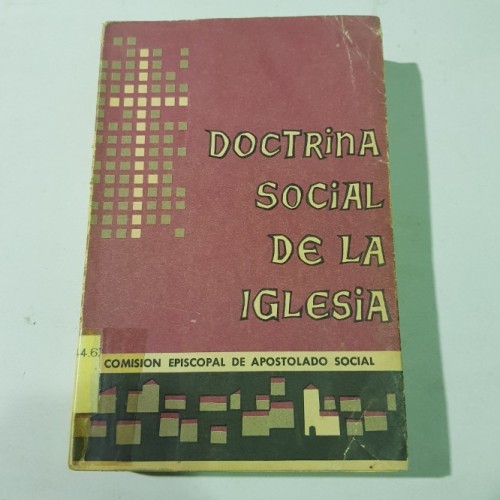 DOCTRiNA
SOCiAL
DE LA
IGLESiA
COMISION EPISCOPAL DE APOSTOLADO SOCIAL